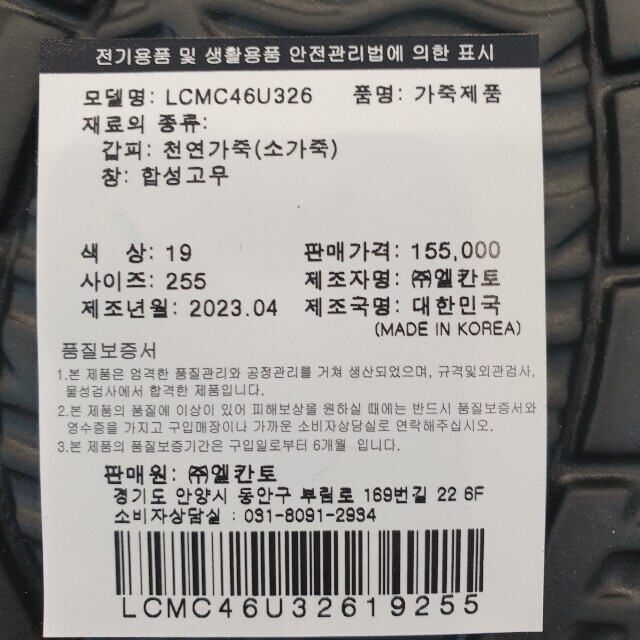 전기용품 및 생활용품 안전관리법에 의한 표시
모델명: LCMC46U326 품명: 가죽제품
재료의 종류:
갑피: 천연가죽(소가죽)
창: 합성고무
색 상: 19 판매가격: 155,000
사이즈: 255 제조자명: ㈜엘칸토
제조년월: 2023.04 제조국명: 대한민국
(MADE IN KOREA)
품질보증서
1.본 제품은 엄격한 품질관리와 공정관리를 거쳐 생산되었으며, 규격및외관검사,
물성검사에서 합격한 제품입니다.
2.본 제품의 품질에 이상이 있어 피해보상을 원하실 때에는 반드시 품질보증서와
영수증을 가지고 구입매장이나 가까운 소비자상담실로 연락해주십시오.
3.본 제품의 품질보증기간은 구입일로부터 6개월 입니다.
판매원: ㈜엘칸토
경기도 안양시 동안구 부림로 169번길 22 6F
소비자상담실 : 031-8091-2934
LCMC46U32619255